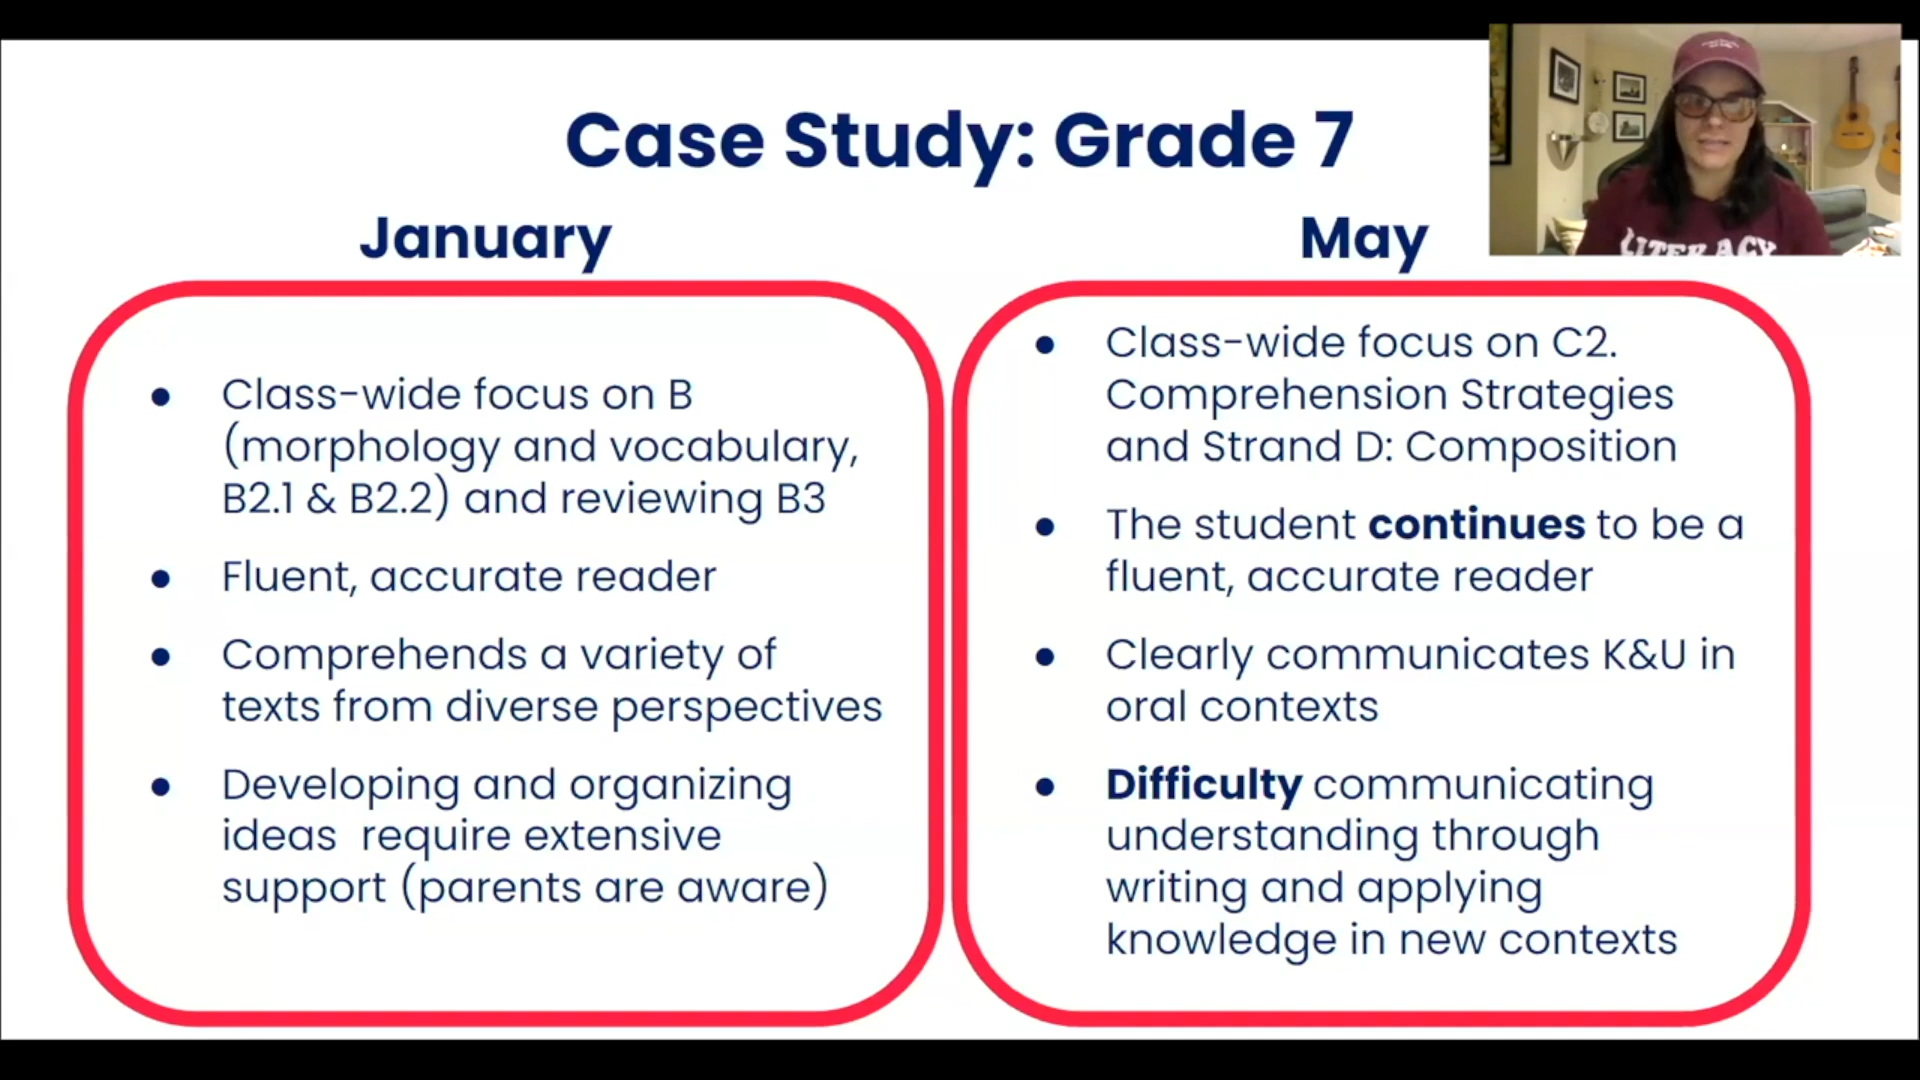 Case Study: Grade 7
January
● Class-wide focus on B
(morphology and vocabulary,
B2.1 & B2.2) and reviewing B3
● Fluent, accurate reader
● Comprehends a variety of
texts from diverse perspectives
● Developing and organizing
ideas  require extensive
support (parents are aware)
May
● Class-wide focus on C2.
Comprehension Strategies
and Strand D: Composition
● The student continues to be a
fluent, accurate reader
● Clearly communicates K&U in
oral contexts
● Difficulty communicating
understanding through
writing and applying
knowledge in new contexts
LITERACY